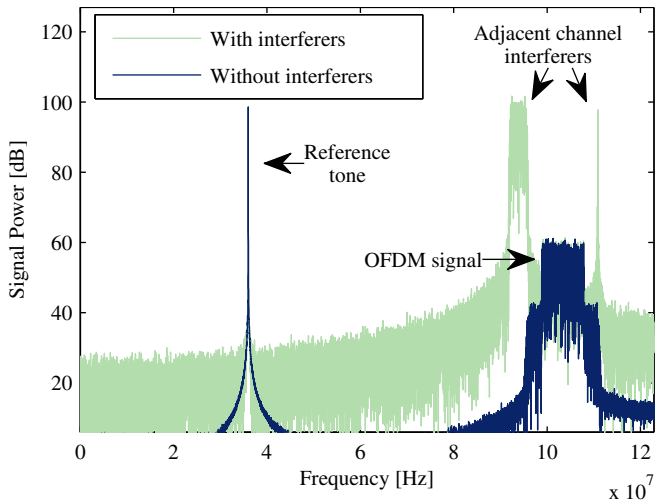 With interferers
Without interferers
Adjacent channel
interferers
Reference
tone
OFDM signal
Signal Power [dB]
120
100
80
60
40
20
0 2 4 6 8 10 12
Frequency [Hz]
x 10^7